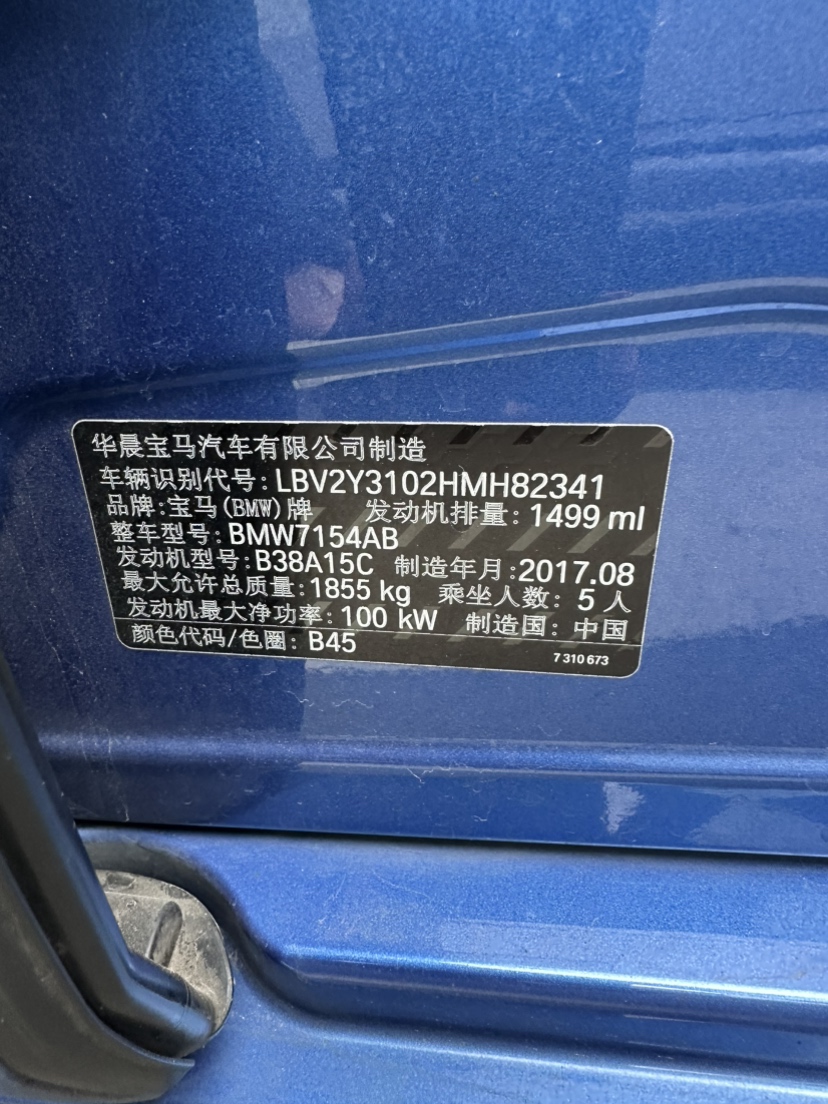 华晨宝马汽车有限公司制造
车辆识别代号: LBV2Y3102HMH82341
品牌:宝马(BMW)牌 发动机排量: 1499 ml
整车型号: BMW7154AB
发动机型号: B38A15C 制造年月: 2017.08
最大允许总质量: 1855 kg 乘坐人数: 5 人
发动机最大净功率: 100 kW 制造国: 中国
颜色代码/色圈: B45
7 310 673